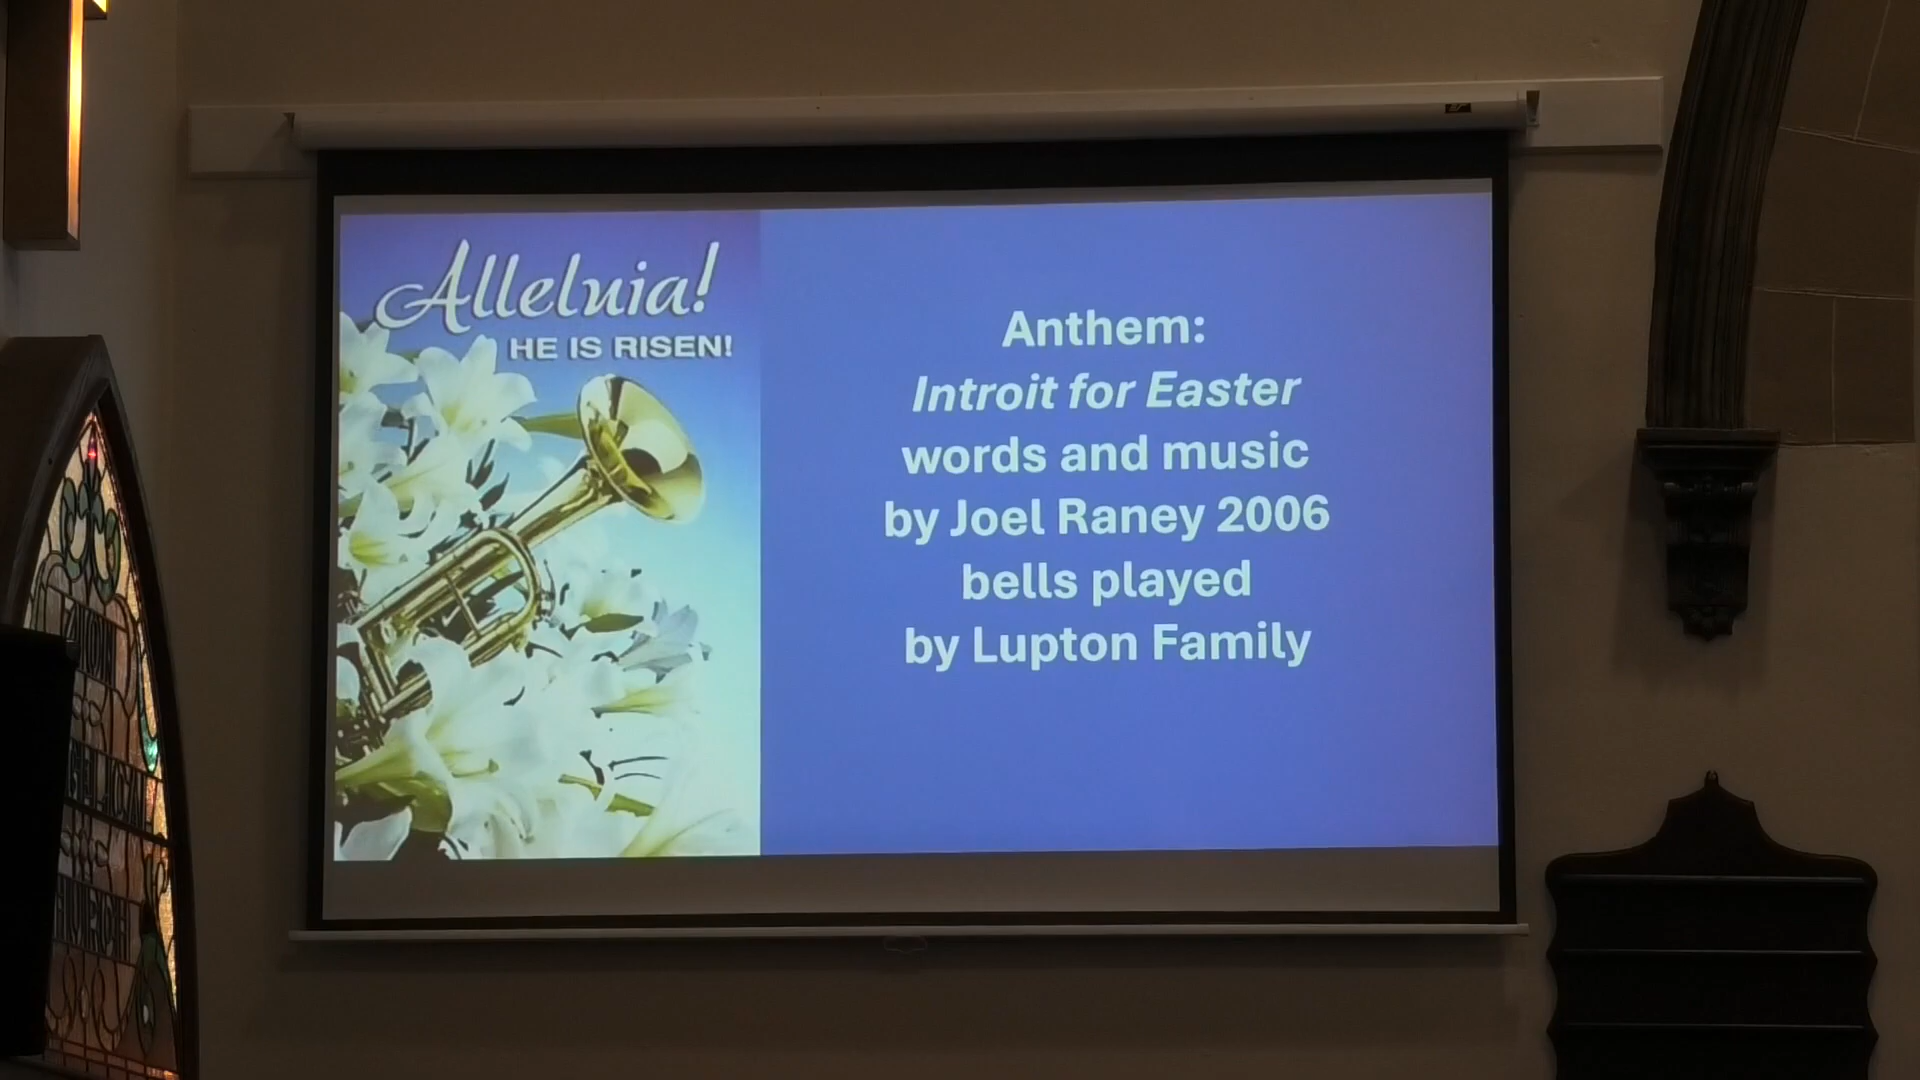 Alleluia!
HE IS RISEN!
Anthem:
Introit for Easter
words and music
by Joel Raney 2006
bells played
by Lupton Family